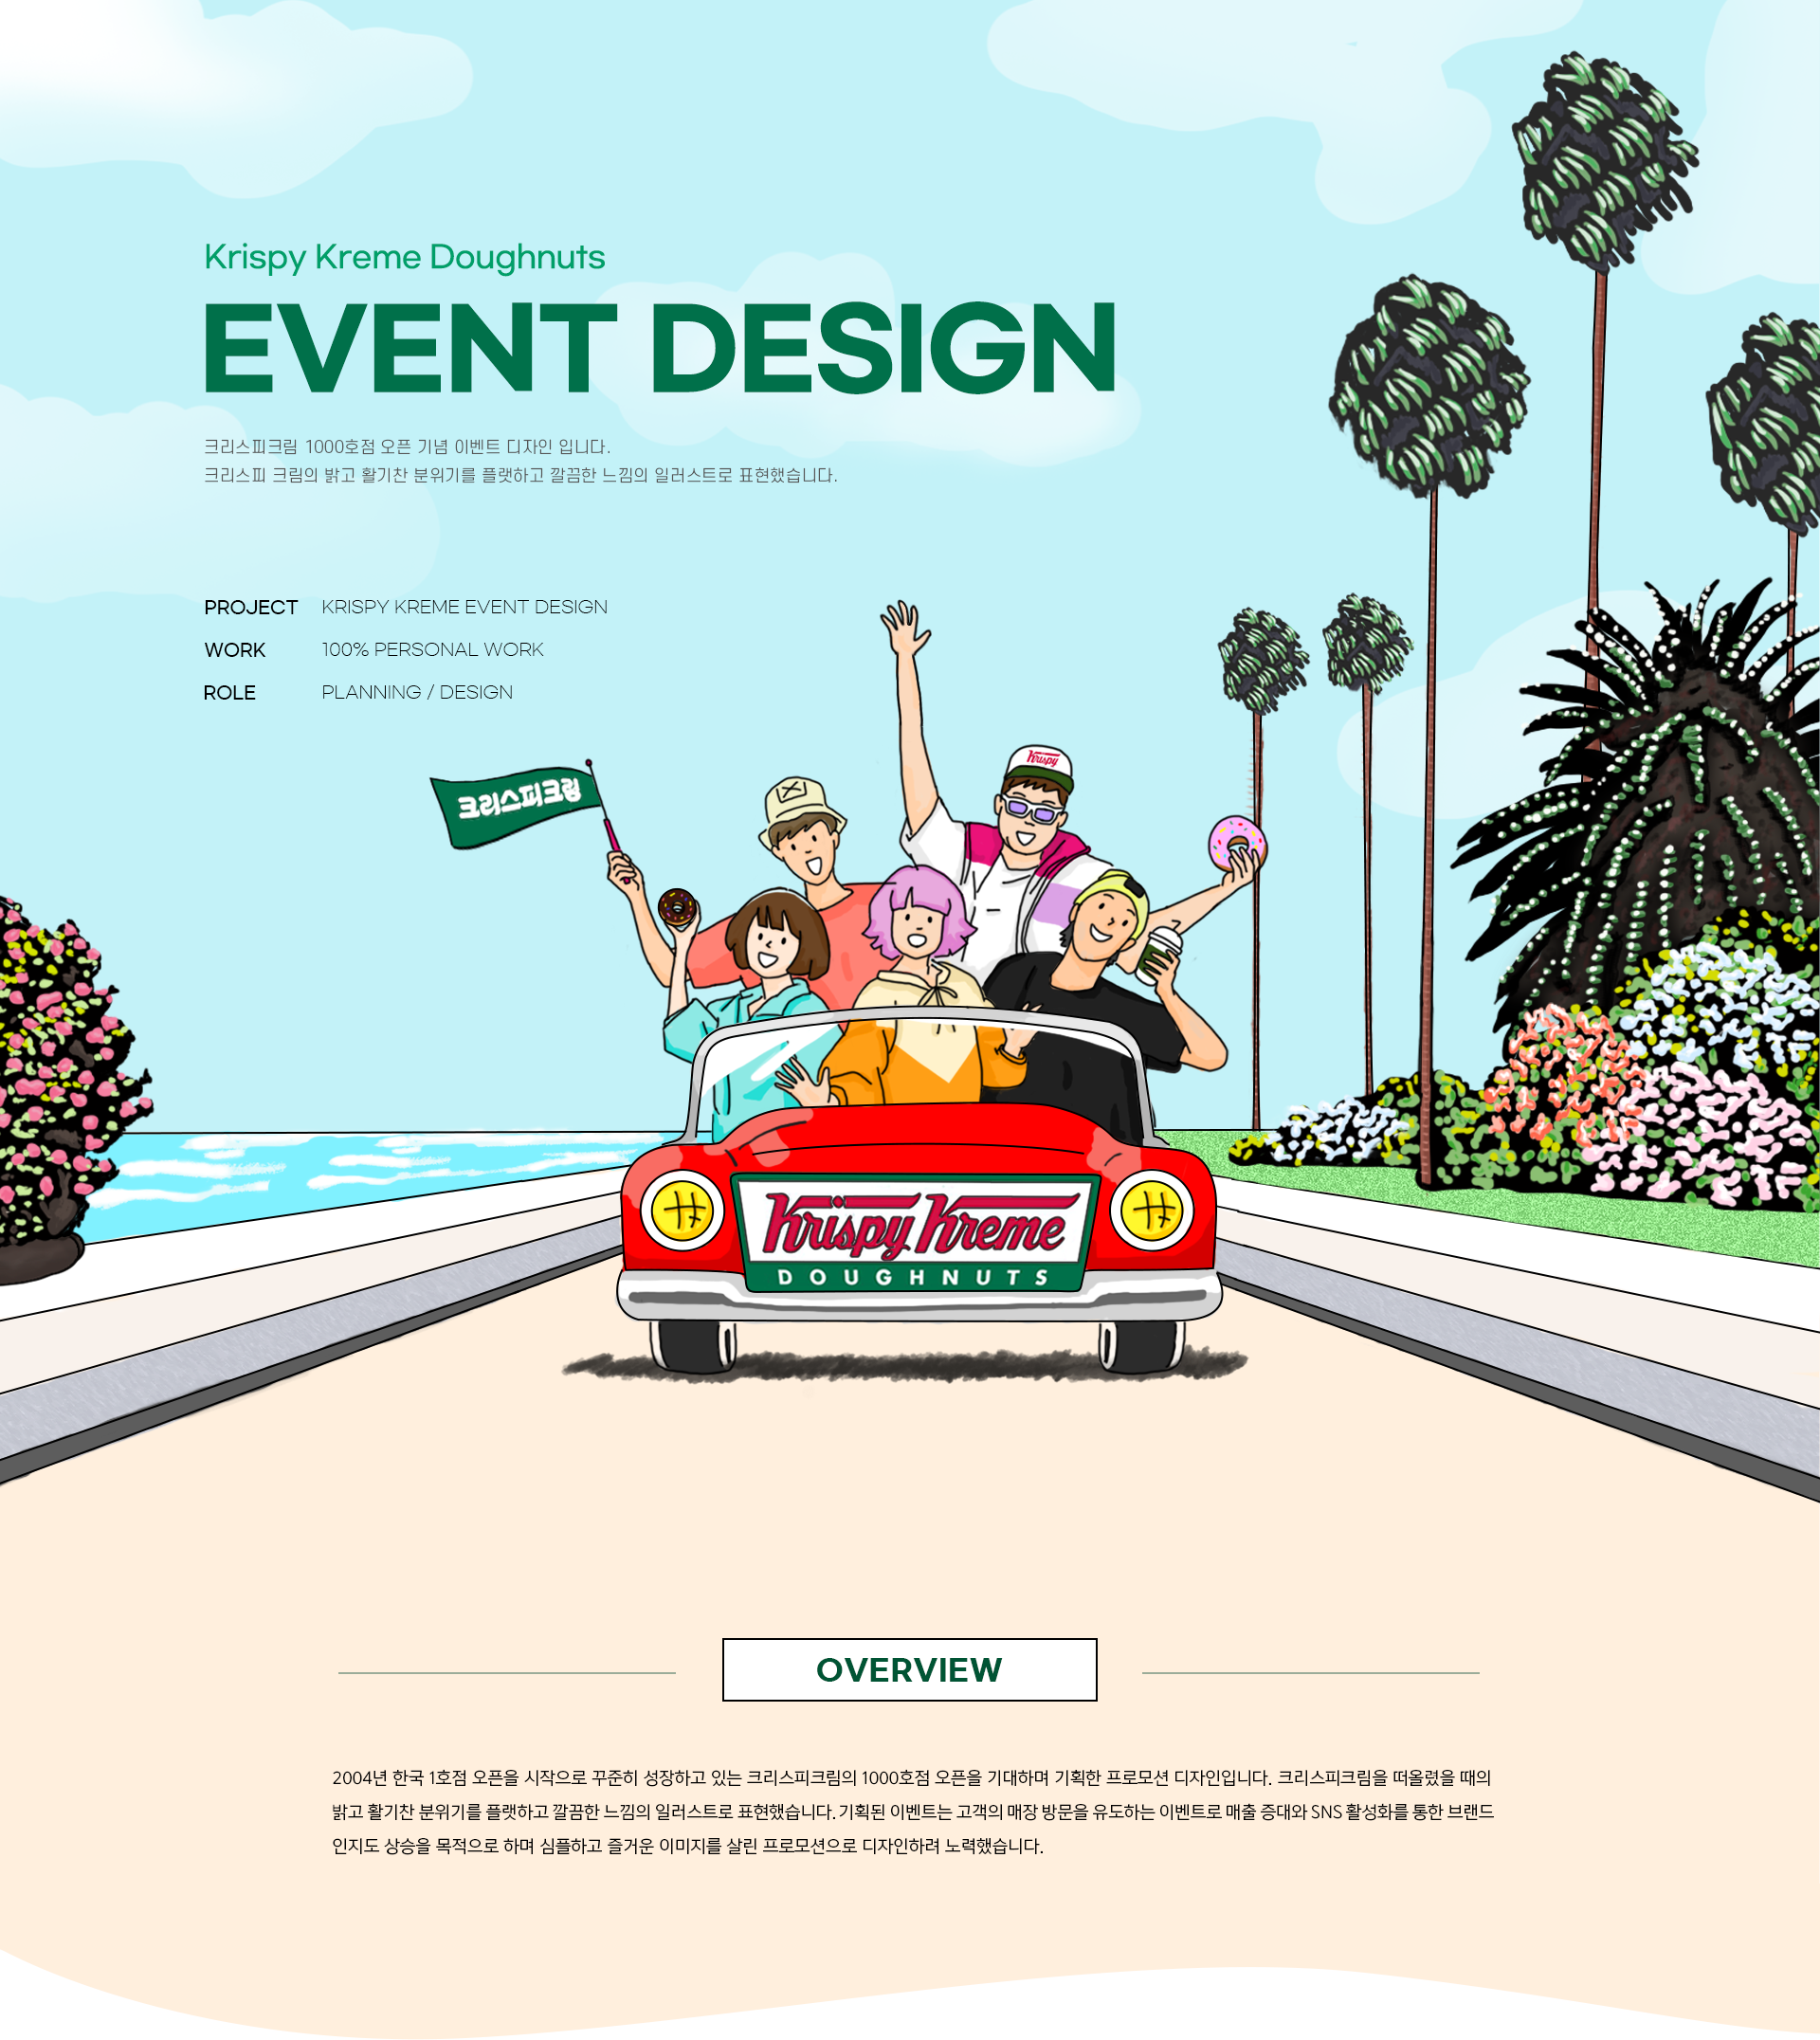 Krispy Kreme Doughnuts
EVENT DESIGN
크리스피크림 1000호점 오픈 기념 이벤트 디자인 입니다.
크리스피 크림의 밝고 활기찬 분위기를 플랫하고 깔끔한 느낌의 일러스트로 표현했습니다.
PROJECT KRISPY KREME EVENT DESIGN
WORK 100% PERSONAL WORK
ROLE PLANNING / DESIGN
Krispy
크리스피크림
Krispy Kreme
DOUGHNUTS
OVERVIEW
2004년 한국 1호점 오픈을 시작으로 꾸준히 성장하고 있는 크리스피크림의 1000호점 오픈을 기대하며 기획한 프로모션 디자인입니다. 크리스피크림을 떠올렸을 때의
밝고 활기찬 분위기를 플랫하고 깔끔한 느낌의 일러스트로 표현했습니다. 기획된 이벤트는 고객의 매장 방문을 유도하는 이벤트로 매출 증대와 SNS 활성화를 통한 브랜드
인지도 상승을 목적으로 하며 심플하고 즐거운 이미지를 살린 프로모션으로 디자인하려 노력했습니다.